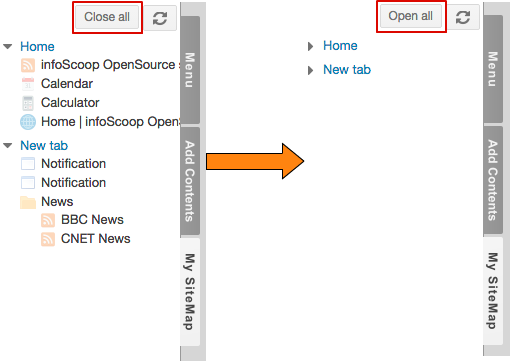 Close all
Home
infoScoop OpenSource s
Calendar
Calculator
Home | infoScoop OpenS
New tab
Notification
Notification
News
BBC News
CNET News
Menu
Add Contents
My SiteMap
Open all
Home
New tab
Menu
Add Contents
My SiteMap